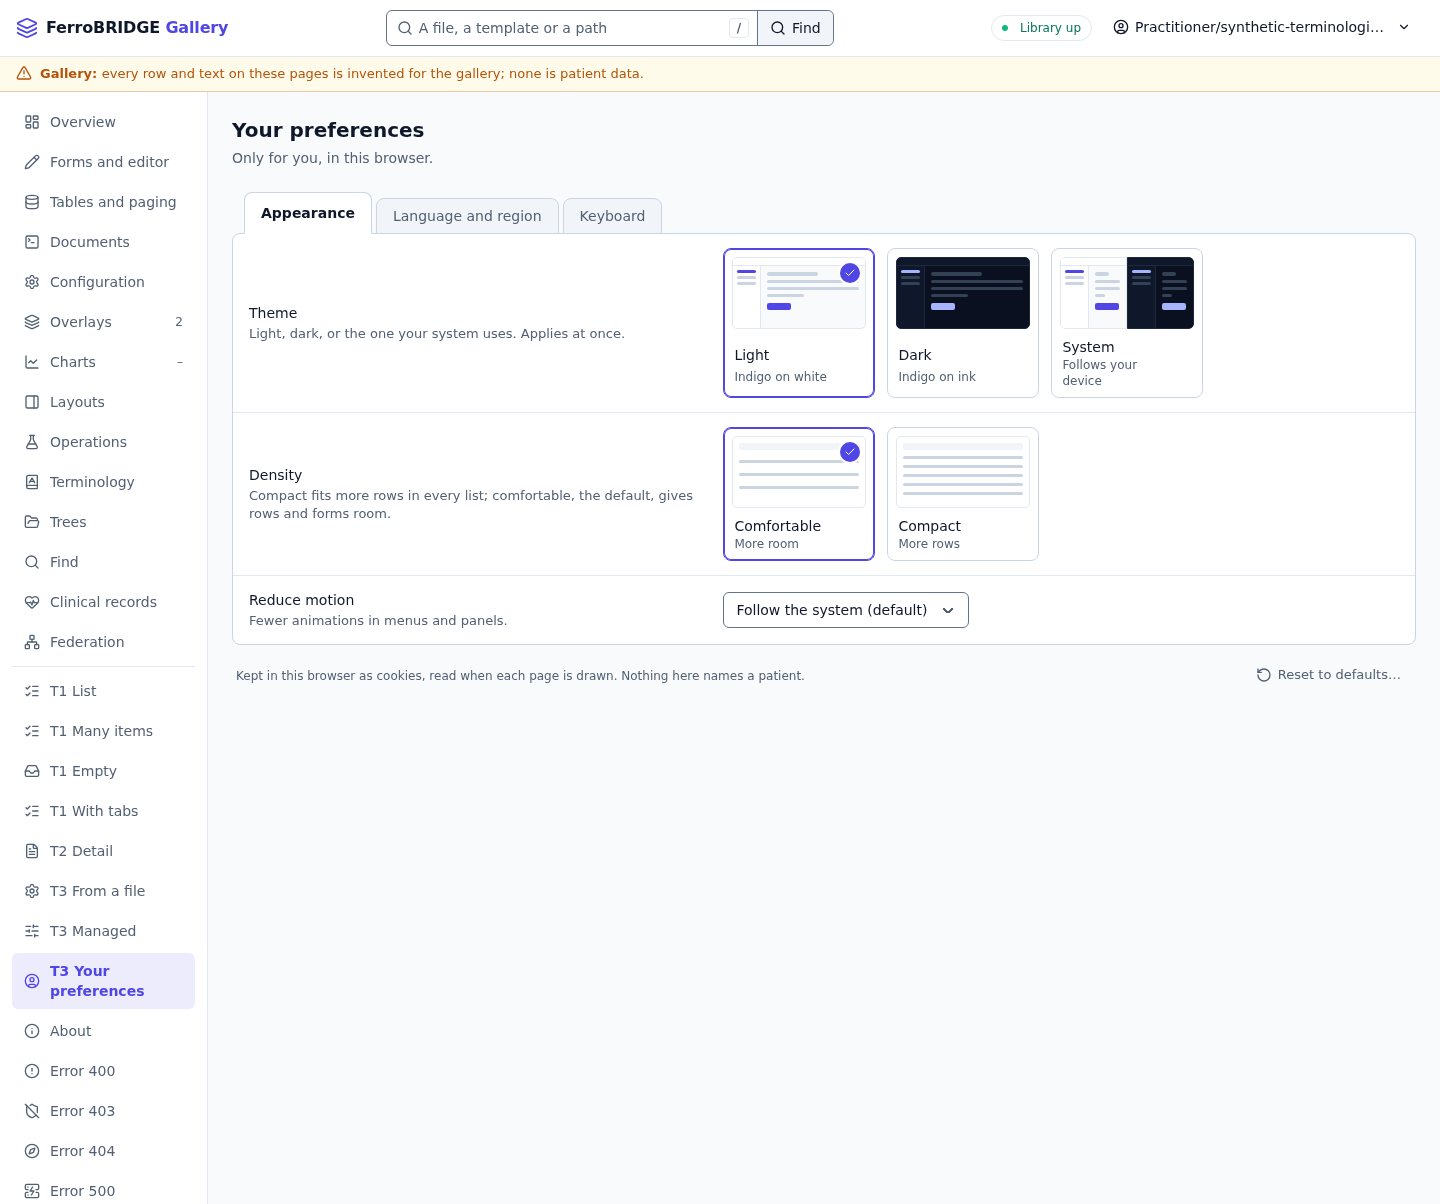 FerroBRIDGE Gallery
A file, a template or a path
/
Find
Library up
Practitioner/synthetic-terminologi…
Gallery: every row and text on these pages is invented for the gallery; none is patient data.
Overview
Forms and editor
Tables and paging
Documents
Configuration
Overlays 2
Charts –
Layouts
Operations
Terminology
Trees
Find
Clinical records
Federation
T1 List
T1 Many items
T1 Empty
T1 With tabs
T2 Detail
T3 From a file
T3 Managed
T3 Your
preferences
About
Error 400
Error 403
Error 404
Error 500
Your preferences
Only for you, in this browser.
Appearance
Language and region
Keyboard
Theme
Light, dark, or the one your system uses. Applies at once.
Light
Indigo on white
Dark
Indigo on ink
System
Follows your
device
Density
Compact fits more rows in every list; comfortable, the default, gives
rows and forms room.
Comfortable
More room
Compact
More rows
Reduce motion
Fewer animations in menus and panels.
Follow the system (default)
Kept in this browser as cookies, read when each page is drawn. Nothing here names a patient.
Reset to defaults…